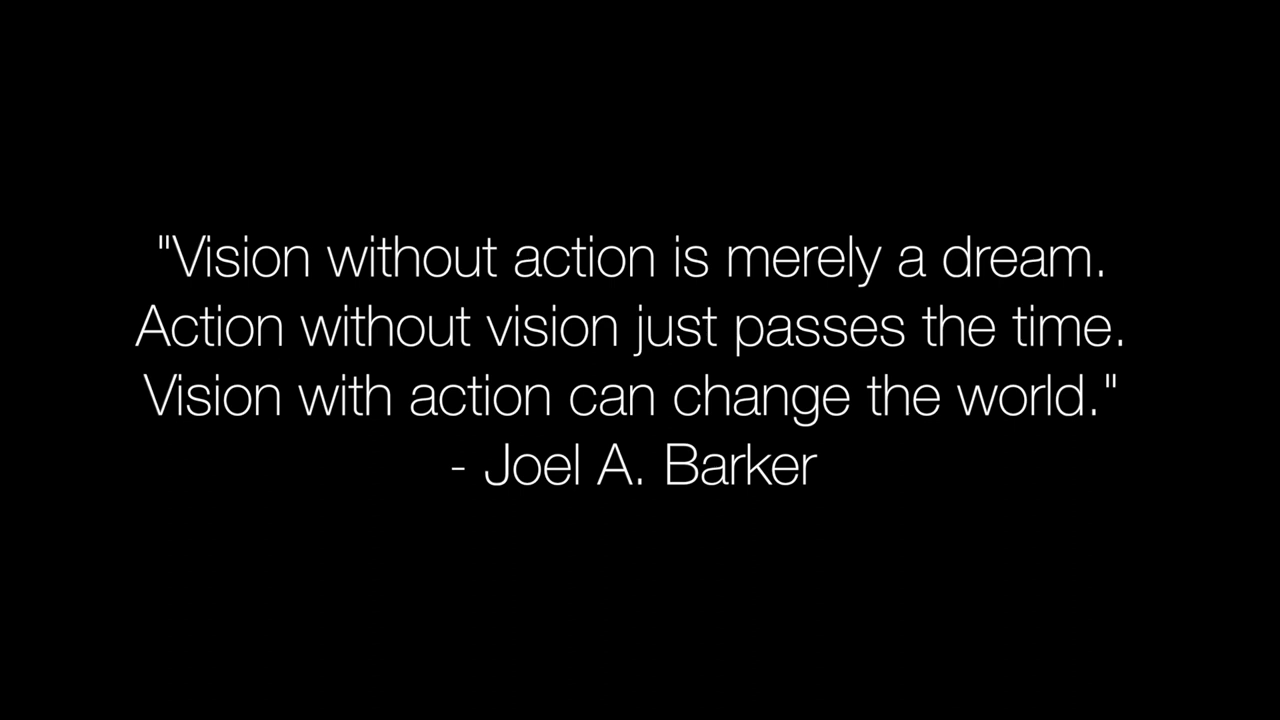 "Vision without action is merely a dream.
Action without vision just passes the time.
Vision with action can change the world."
- Joel A. Barker